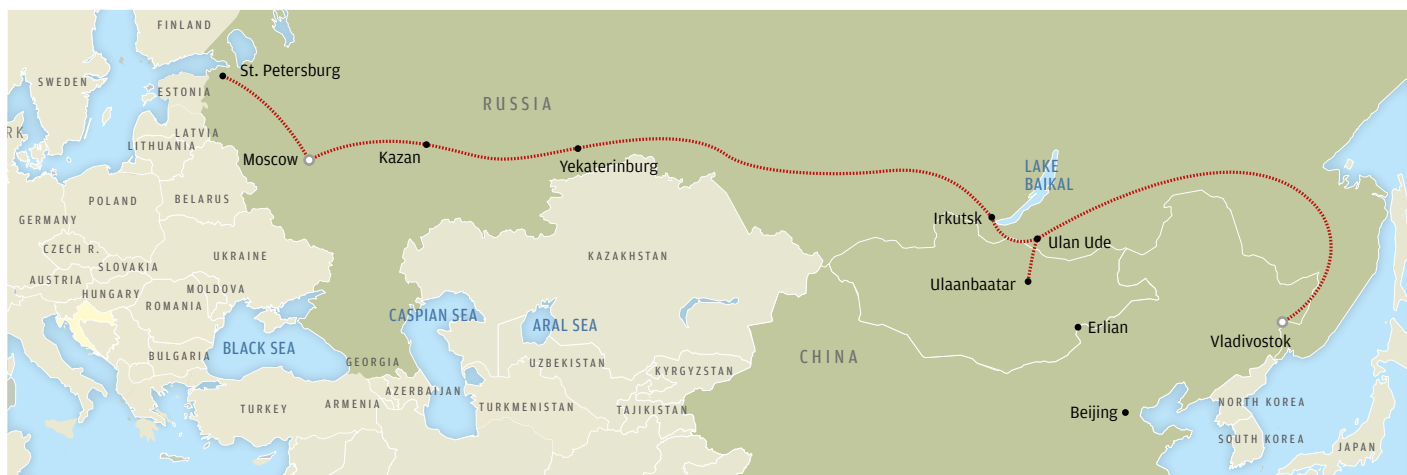 FINLAND
St. Petersburg
SWEDEN
ESTONIA
RUSSIA
RK
LATVIA
LITHUANIA
Moscow
Kazan
Yekaterinburg
LAKE
BAIKAL
POLAND
BELARUS
GERMANY
Irkutsk
Ulan Ude
CZECH R.
UKRAINE
KAZAKHSTAN
SLOVAKIA
AUSTRIA
Ulaanbaatar
HUNGARY
MOLDOVA
ROMANIA
CASPIAN SEA
ARAL SEA
Erlian
Vladivostok
BLACK SEA
BULGARIA
GEORGIA
UZBEKISTAN
CHINA
KYRGYZSTAN
AZERBAIJAN
TURKEY
ARMENIA
TURKMENISTAN
TAJIKISTAN
Beijing
NORTH KOREA
SOUTH KOREA
JAPAN